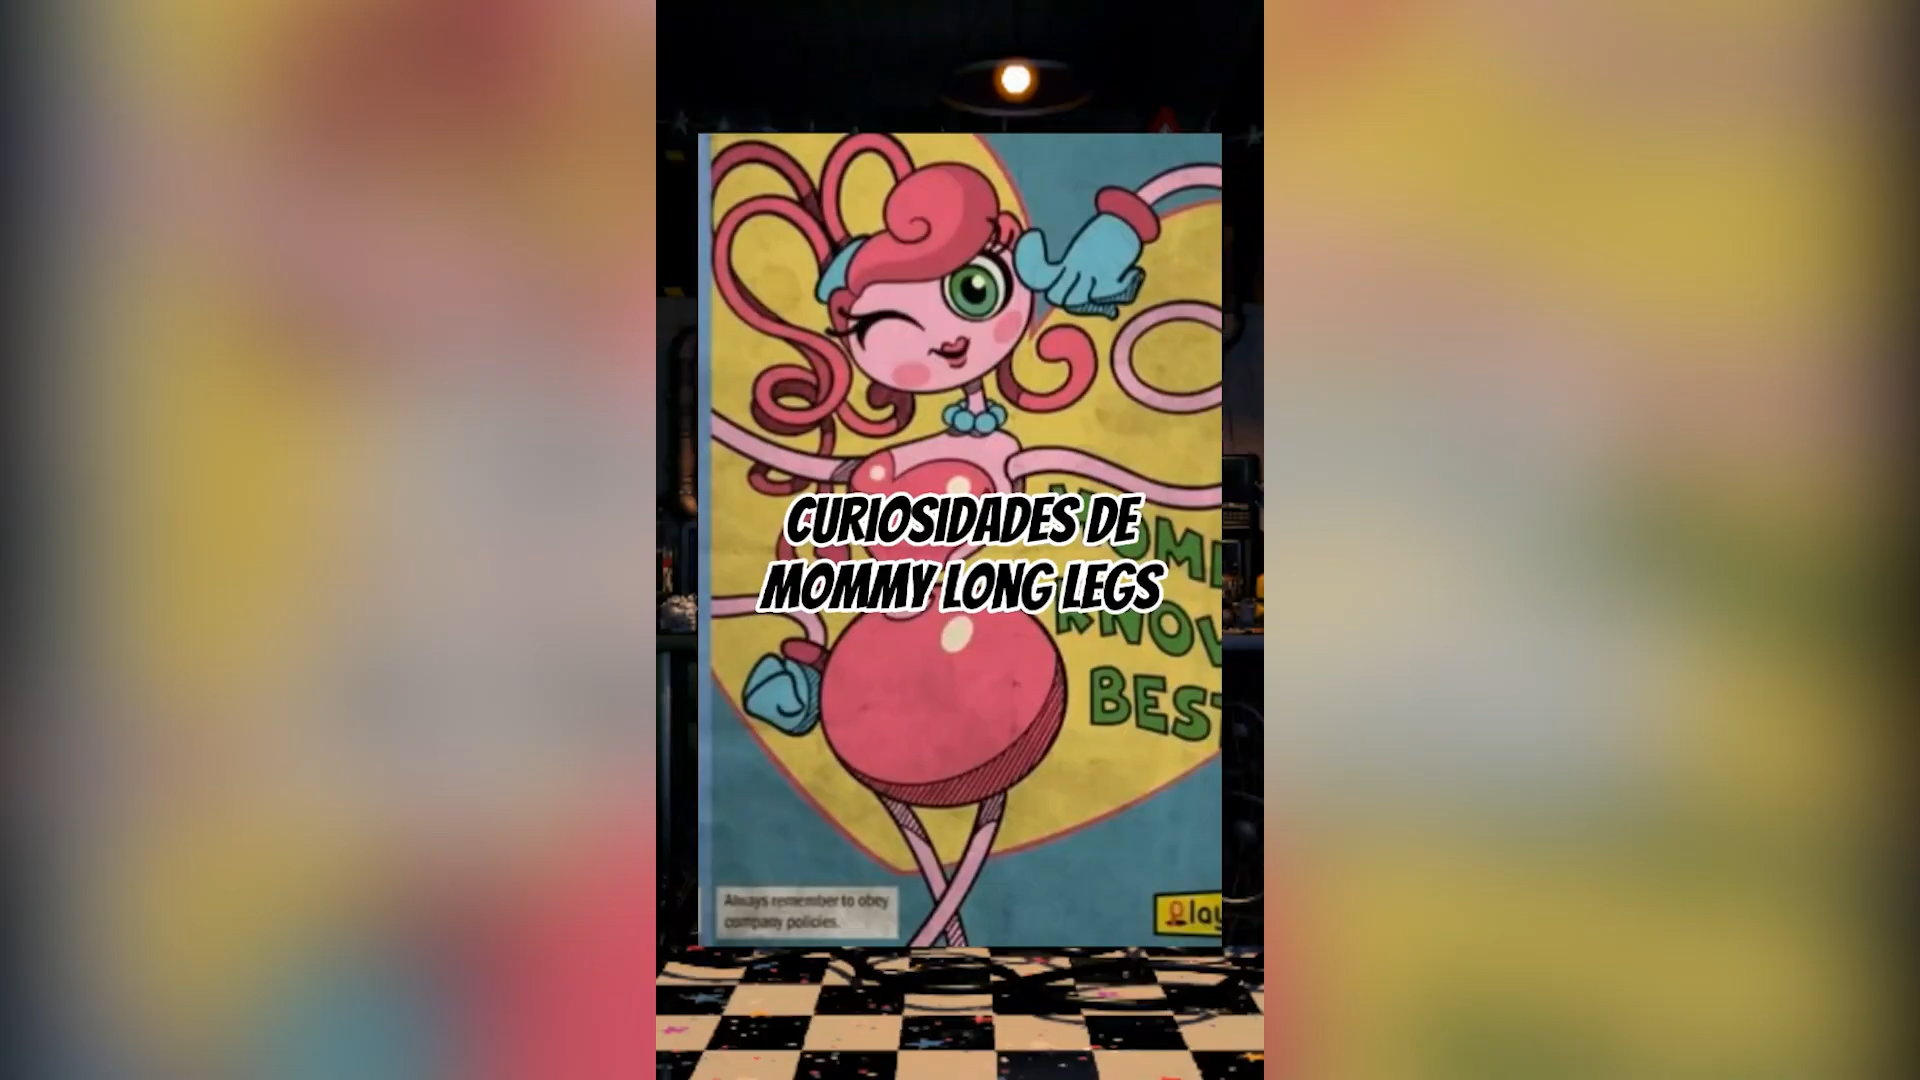 CURIOSIDADES DE
MOMMY LONG LEGS
BEST
Always remember to obey
company policies.